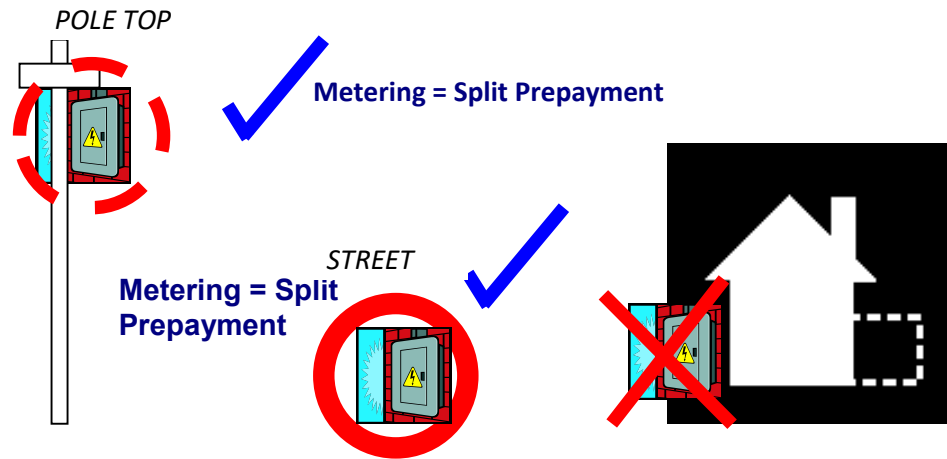 POLE TOP
Metering = Split Prepayment
STREET
Metering = Split
Prepayment